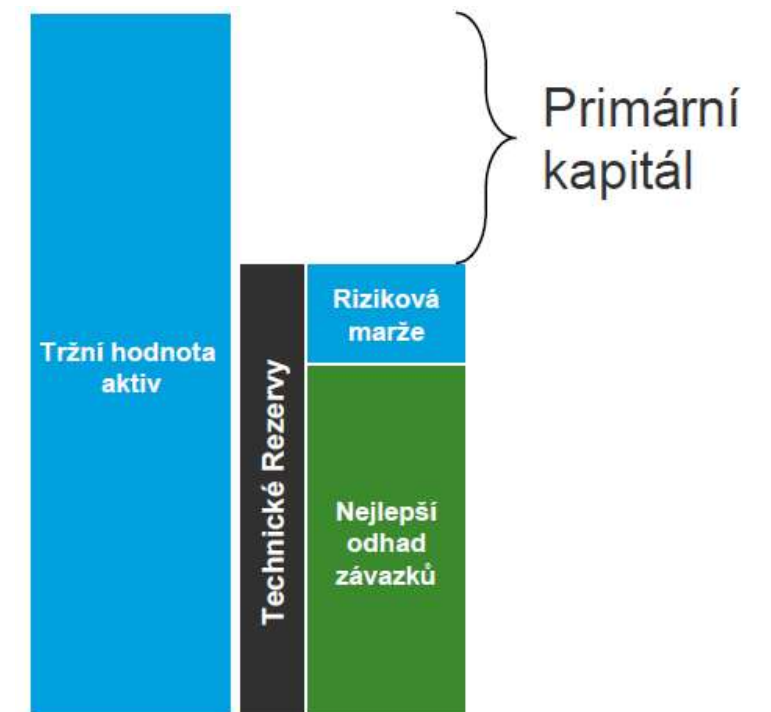 Primární
kapitál
Riziková
marže
Tržní hodnota
aktiv
Technické Rezervy
Nejlepší
odhad
závazků